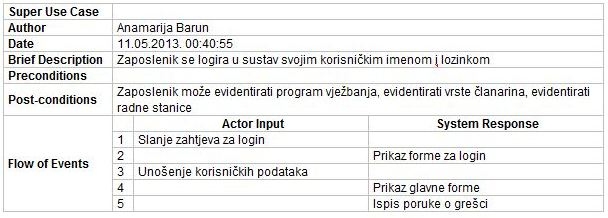 Super Use Case
Author Anamarija Barun
Date 11.05.2013. 00:40:55
Brief Description Zaposlenik se logira u sustav svojim korisničkim imenom į lozinkom
Preconditions
Post-conditions Zaposlenik može evidentirati program vježbanja, evidentirati vrste članarina, evidentirati
radne stanice
Flow of Events
Actor Input System Response
1 Slanje zahtjeva za login
2 Prikaz forme za login
3 Unošenje korisničkih podataka
4 Prikaz glavne forme
5 Ispis poruke o grešci